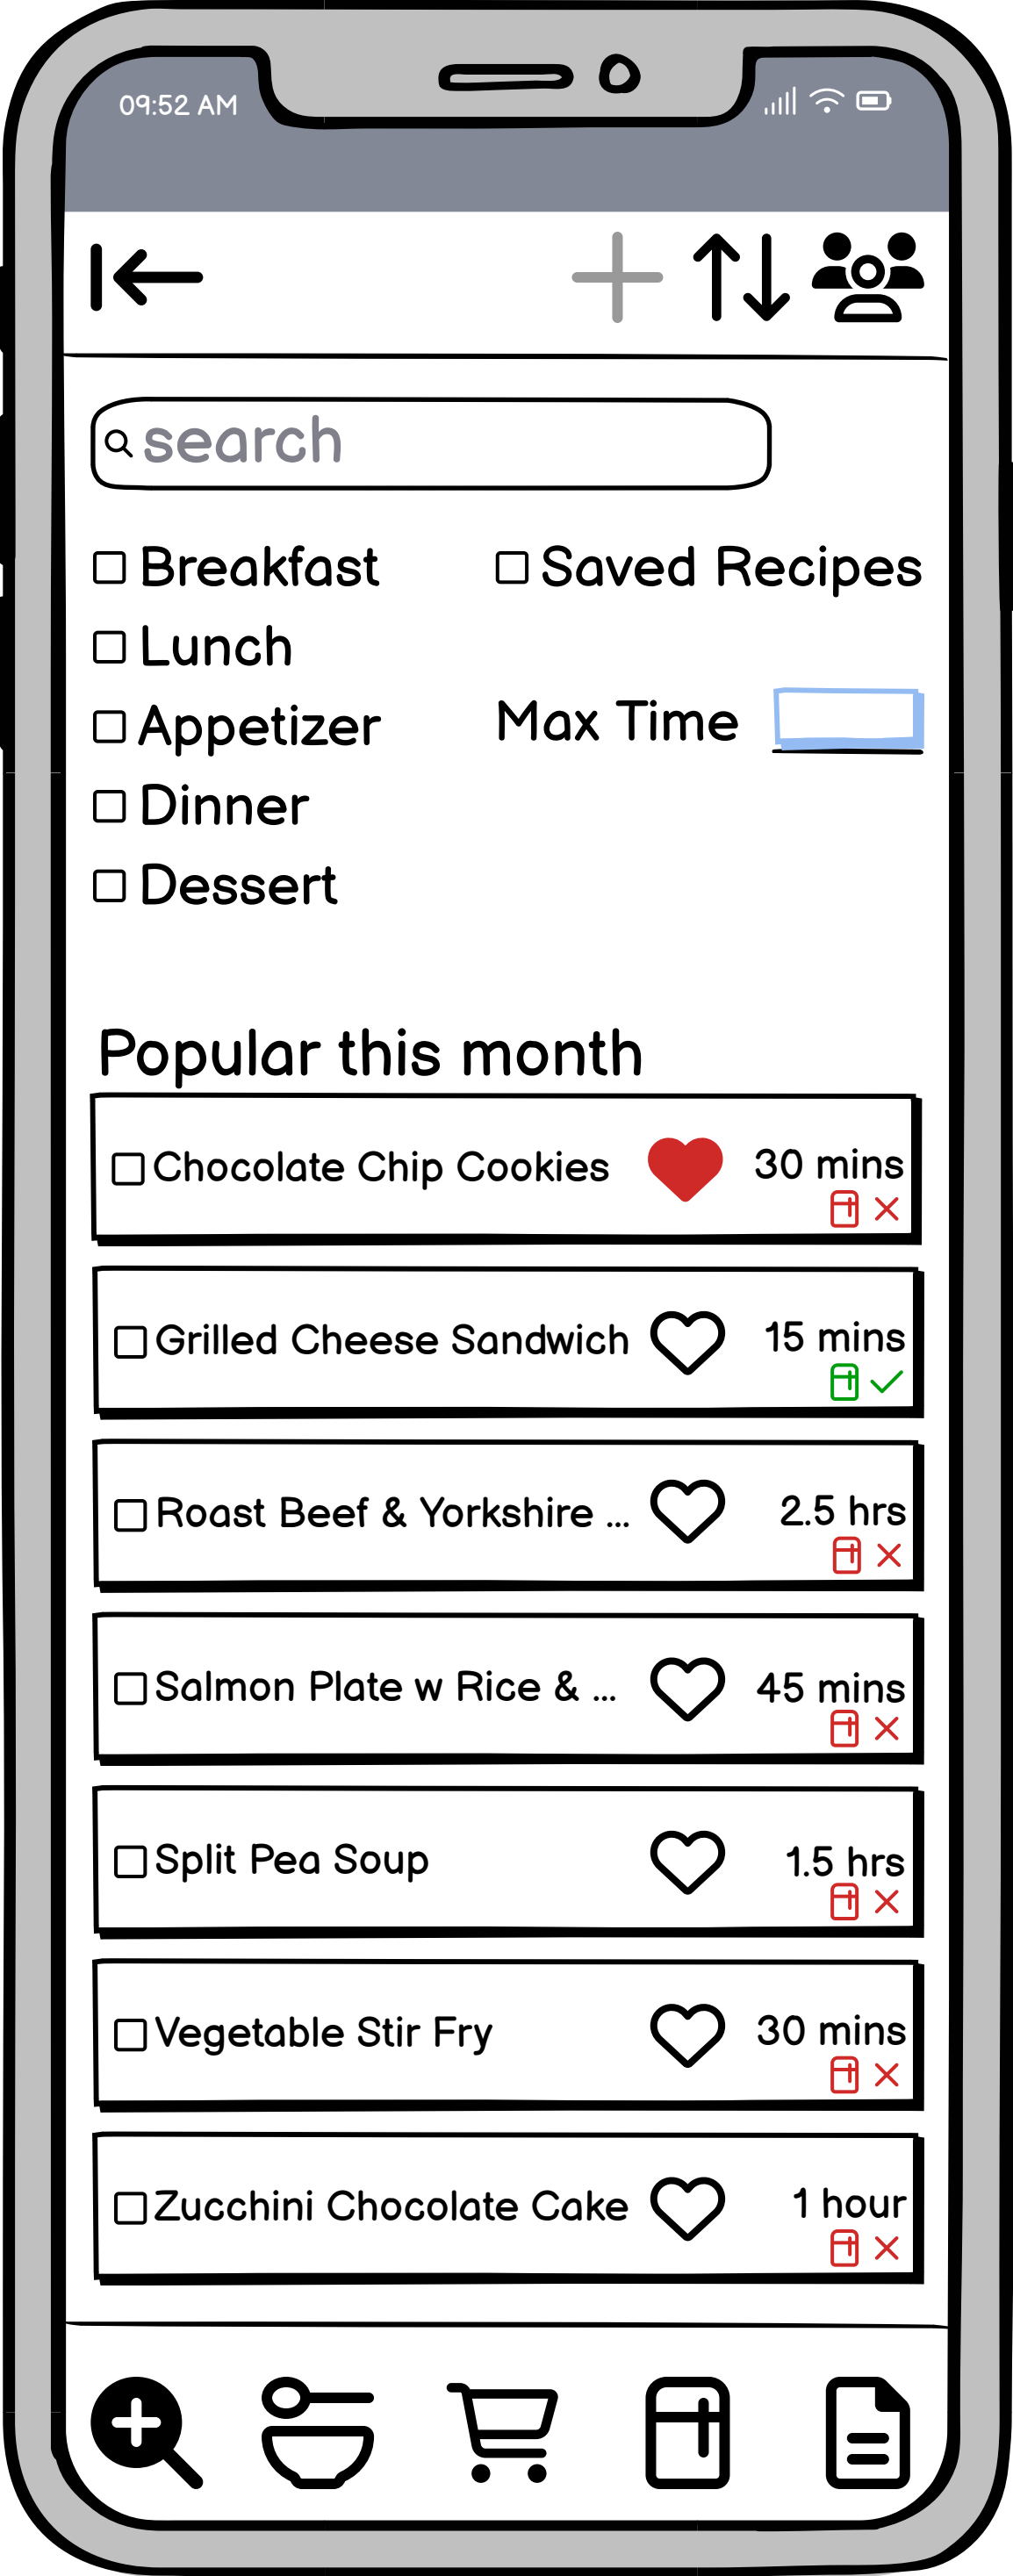 09:52 AM
search
Breakfast
Saved Recipes
Lunch
Appetizer
Max Time
Dinner
Dessert
Popular this month
Chocolate Chip Cookies
30 mins
Grilled Cheese Sandwich
15 mins
Roast Beef & Yorkshire ...
2.5 hrs
Salmon Plate w Rice & ...
45 mins
Split Pea Soup
1.5 hrs
Vegetable Stir Fry
30 mins
Zucchini Chocolate Cake
1 hour